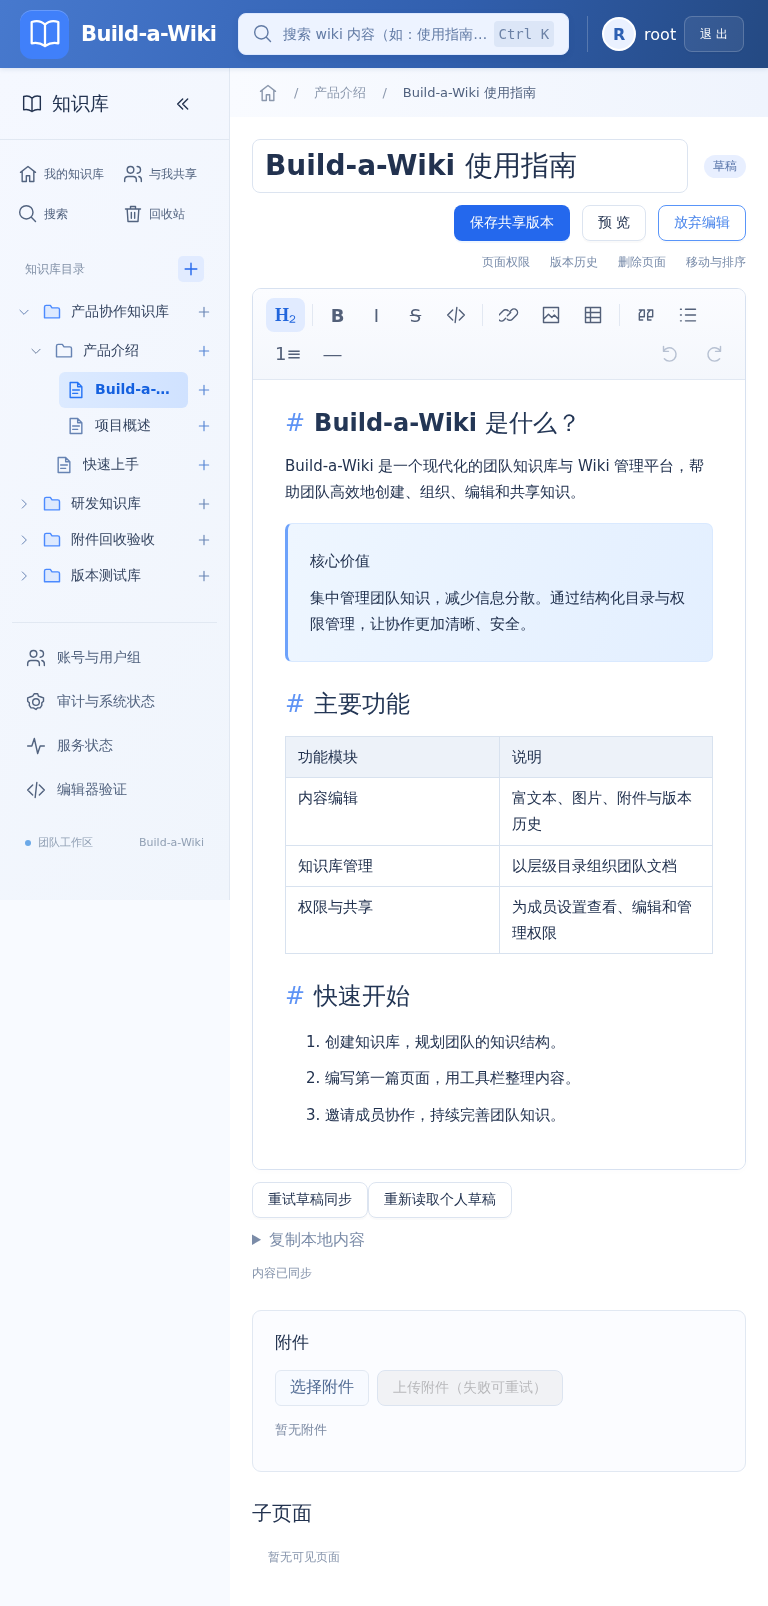 Build-a-Wiki
搜索 wiki 内容（如：使用指南... Ctrl K
R root 退 出
知识库
/ 产品介绍 / Build-a-Wiki 使用指南
我的知识库 与我共享
搜索 回收站
知识库目录
产品协作知识库
产品介绍
Build-a-...
项目概述
快速上手
研发知识库
附件回收验收
版本测试库
账号与用户组
审计与系统状态
服务状态
编辑器验证
团队工作区 Build-a-Wiki
Build-a-Wiki 使用指南
草稿
保存共享版本 预 览 放弃编辑
页面权限 版本历史 删除页面 移动与排序
H₂ B I S
1≡ —
# Build-a-Wiki 是什么？
Build-a-Wiki 是一个现代化的团队知识库与 Wiki 管理平台，帮
助团队高效地创建、组织、编辑和共享知识。
核心价值
集中管理团队知识，减少信息分散。通过结构化目录与权
限管理，让协作更加清晰、安全。
# 主要功能
功能模块 说明
内容编辑 富文本、图片、附件与版本
历史
知识库管理 以层级目录组织团队文档
权限与共享 为成员设置查看、编辑和管
理权限
# 快速开始
1. 创建知识库，规划团队的知识结构。
2. 编写第一篇页面，用工具栏整理内容。
3. 邀请成员协作，持续完善团队知识。
重试草稿同步 重新读取个人草稿
复制本地内容
内容已同步
附件
选择附件 上传附件（失败可重试）
暂无附件
子页面
暂无可见页面